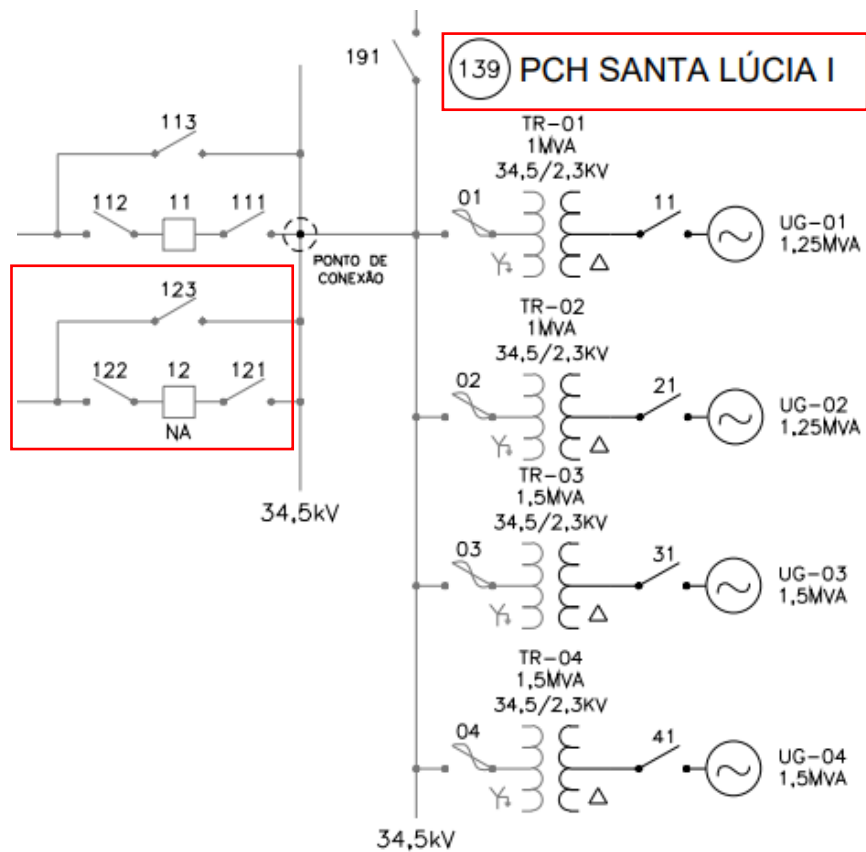 191
139 PCH SANTA LÚCIA I
113
112 11 111
PONTO DE
CONEXÃO
123
122 12 121
NA
34,5kV
TR-01
1MVA
34,5/2,3KV
01
11
UG-01
1,25MVA
TR-02
1MVA
34,5/2,3KV
02
21
UG-02
1,25MVA
TR-03
1,5MVA
34,5/2,3KV
03
31
UG-03
1,5MVA
TR-04
1,5MVA
34,5/2,3KV
04
41
UG-04
1,5MVA
34,5kV